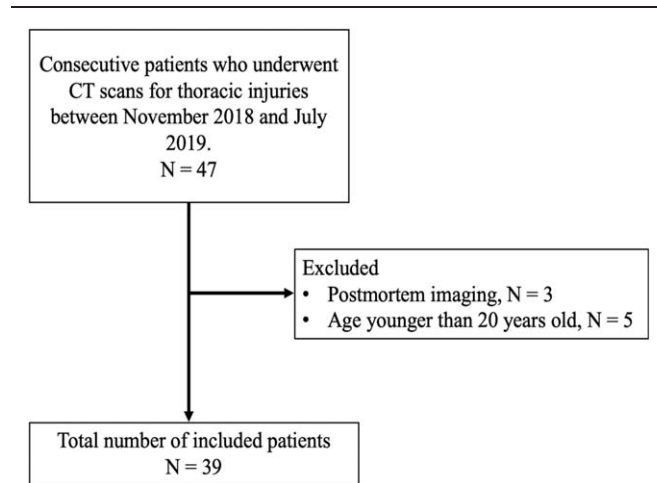 Consecutive patients who underwent
CT scans for thoracic injuries
between November 2018 and July
2019.
N = 47
Excluded
• Postmortem imaging, N = 3
• Age younger than 20 years old, N = 5
Total number of included patients
N = 39